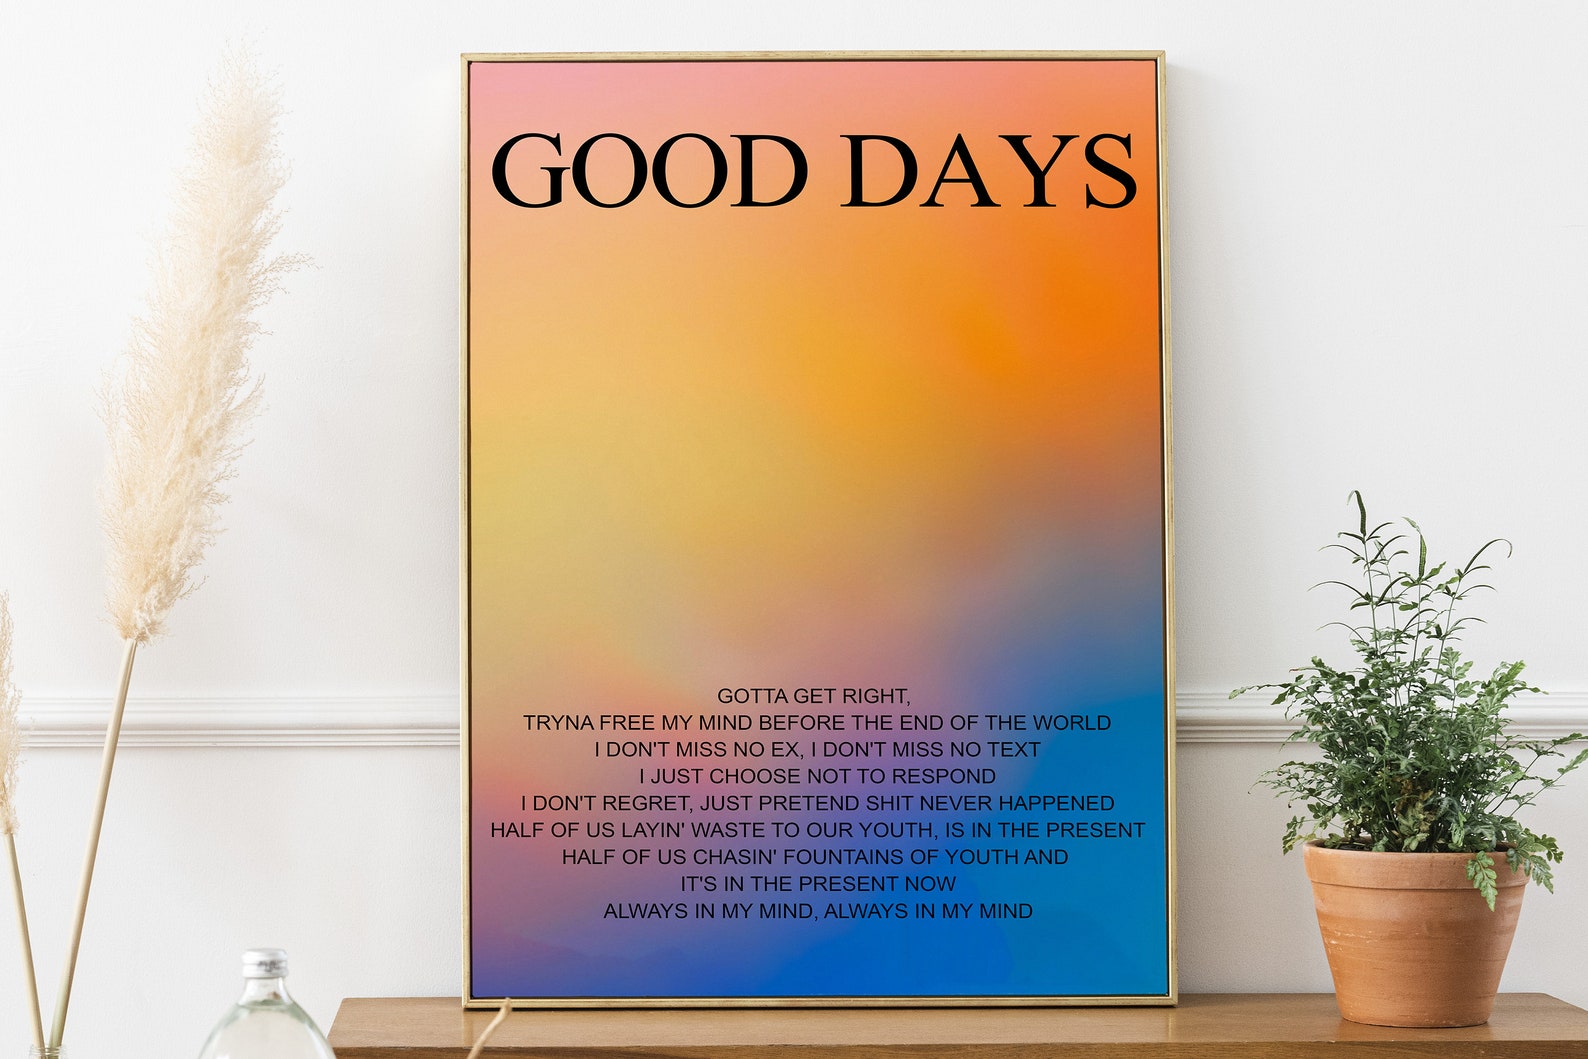 GOOD DAYS
GOTTA GET RIGHT,
TRYNA FREE MY MIND BEFORE THE END OF THE WORLD
I DON'T MISS NO EX, I DON'T MISS NO TEXT
I JUST CHOOSE NOT TO RESPOND
I DON'T REGRET, JUST PRETEND SHIT NEVER HAPPENED
HALF OF US LAYIN' WASTE TO OUR YOUTH, IS IN THE PRESENT
HALF OF US CHASIN' FOUNTAINS OF YOUTH AND
IT'S IN THE PRESENT NOW
ALWAYS IN MY MIND, ALWAYS IN MY MIND